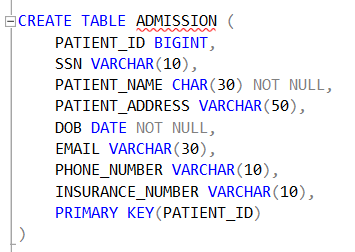 CREATE TABLE ADMISSION (
PATIENT_ID BIGINT,
SSN VARCHAR(10),
PATIENT_NAME CHAR(30) NOT NULL,
PATIENT_ADDRESS VARCHAR(50),
DOB DATE NOT NULL,
EMAIL VARCHAR(30),
PHONE_NUMBER VARCHAR(10),
INSURANCE_NUMBER VARCHAR(10),
PRIMARY KEY(PATIENT_ID)
)